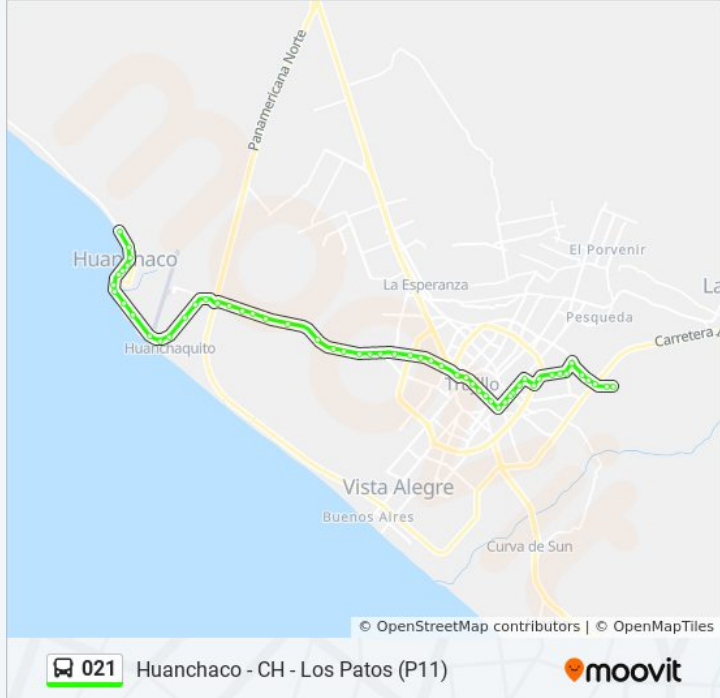 Panamericana Norte
Huanchaco
El Porvenir
La Esperanza
La
Pesqueda
Carretera
Huanchaquito
Trujillo
Vista Alegre
Buenos Aires
Curva de Sun
© OpenStreetMap contributors | © OpenMapTiles
021 Huanchaco - CH - Los Patos (P11)
moovit